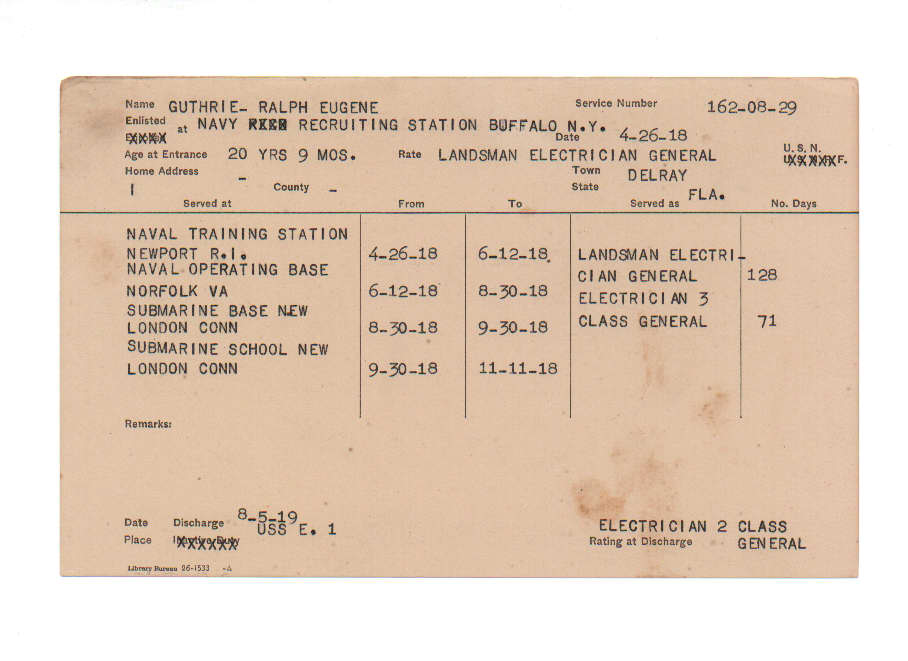 Name GUTHRIE- RALPH EUGENE Service Number 162-08-29
Enlisted at NAVY RECRUITING STATION BUFFALO N.Y.
Date 4-26-18
Age at Entrance 20 YRS 9 MOS. Rate LANDSMAN ELECTRICIAN GENERAL U.S.N.
Home Address - Town DELRAY
County - State FLA.
Served at From To Served as No. Days
NAVAL TRAINING STATION
NEWPORT R.I. 4-26-18 6-12-18. LANDSMAN ELECTRI-
NAVAL OPERATING BASE CIAN GENERAL 128
NORFOLK VA 6-12-18 8-30-18 ELECTRICIAN 3
SUBMARINE BASE NEW
LONDON CONN 8-30-18 9-30-18 CLASS GENERAL 71
SUBMARINE SCHOOL NEW
LONDON CONN 9-30-18 11-11-18
Remarks:
Date Discharge 8-5-19
Place USS E. 1
ELECTRICIAN 2 CLASS
Rating at Discharge GENERAL
Library Bureau 26-1533 -A